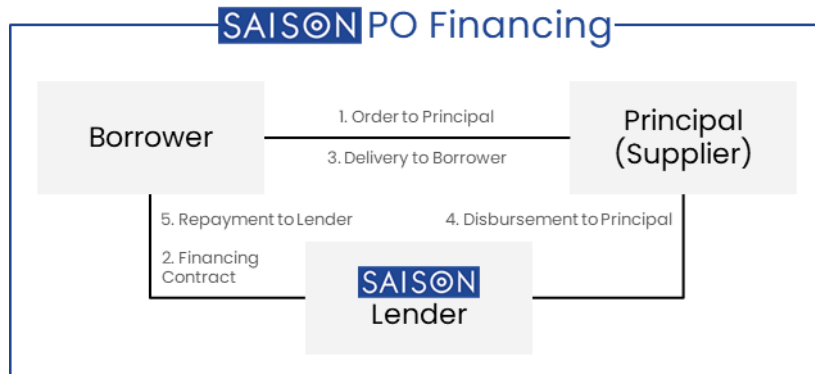 SAISON PO Financing
Borrower
1. Order to Principal
3. Delivery to Borrower
Principal
(Supplier)
5. Repayment to Lender
4. Disbursement to Principal
2. Financing
Contract
SAISON
Lender